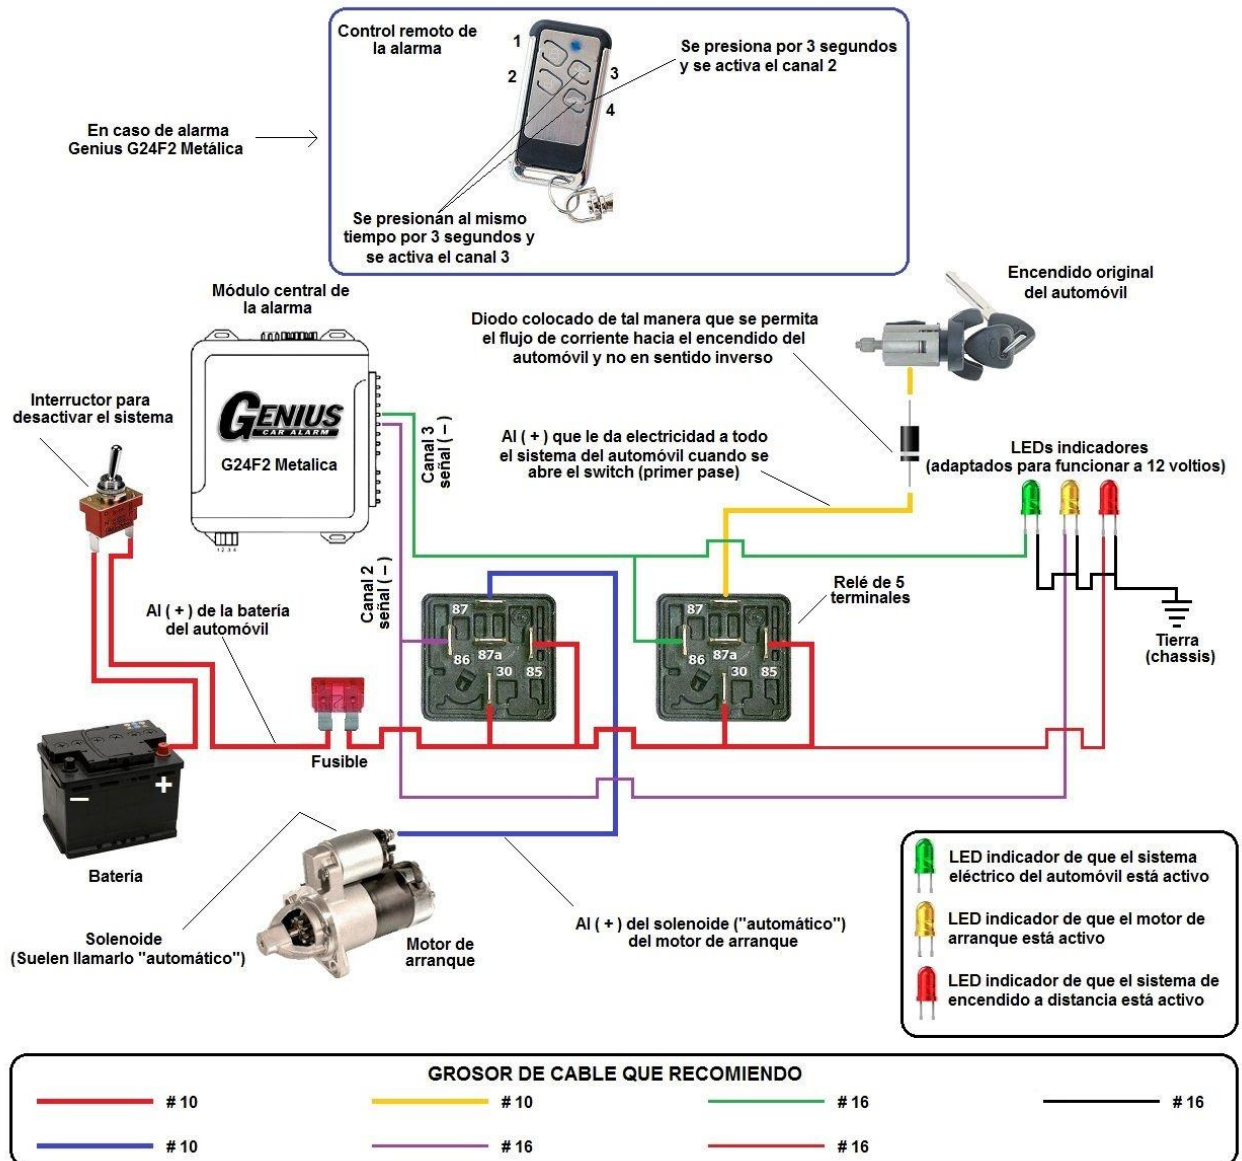 Control remoto de
la alarma
1
2
3
4
Se presiona por 3 segundos
y se activa el canal 2
En caso de alarma
Genius G24F2 Metálica
Se presionan al mismo
tiempo por 3 segundos y
se activa el canal 3
Módulo central de
la alarma
Encendido original
del automóvil
Diodo colocado de tal manera que se permita
el flujo de corriente hacia el encendido del
automóvil y no en sentido inverso
Interruptor para
desactivar el sistema
GENIUS
CAR ALARM
G24F2 Metalica
1 2 3 4
Canal 3
señal ( – )
Al ( + ) que le da electricidad a todo
el sistema del automóvil cuando se
abre el switch (primer pase)
LEDs indicadores
(adaptados para funcionar a 12 voltios)
Canal 2
señal ( – )
Relé de 5
terminales
87
86
87a
30
85
87
86
87a
30
85
Al ( + ) de la batería
del automóvil
Tierra
(chassis)
Fusible
–
+
Batería
Solenoide
(Suelen llamarlo "automático")
Motor de
arranque
Al ( + ) del solenoide ("automático")
del motor de arranque
LED indicador de que el sistema
eléctrico del automóvil está activo
LED indicador de que el motor de
arranque está activo
LED indicador de que el sistema de
encendido a distancia está activo
GROSOR DE CABLE QUE RECOMIENDO
# 10
# 10
# 16
# 16
# 10
# 16
# 16